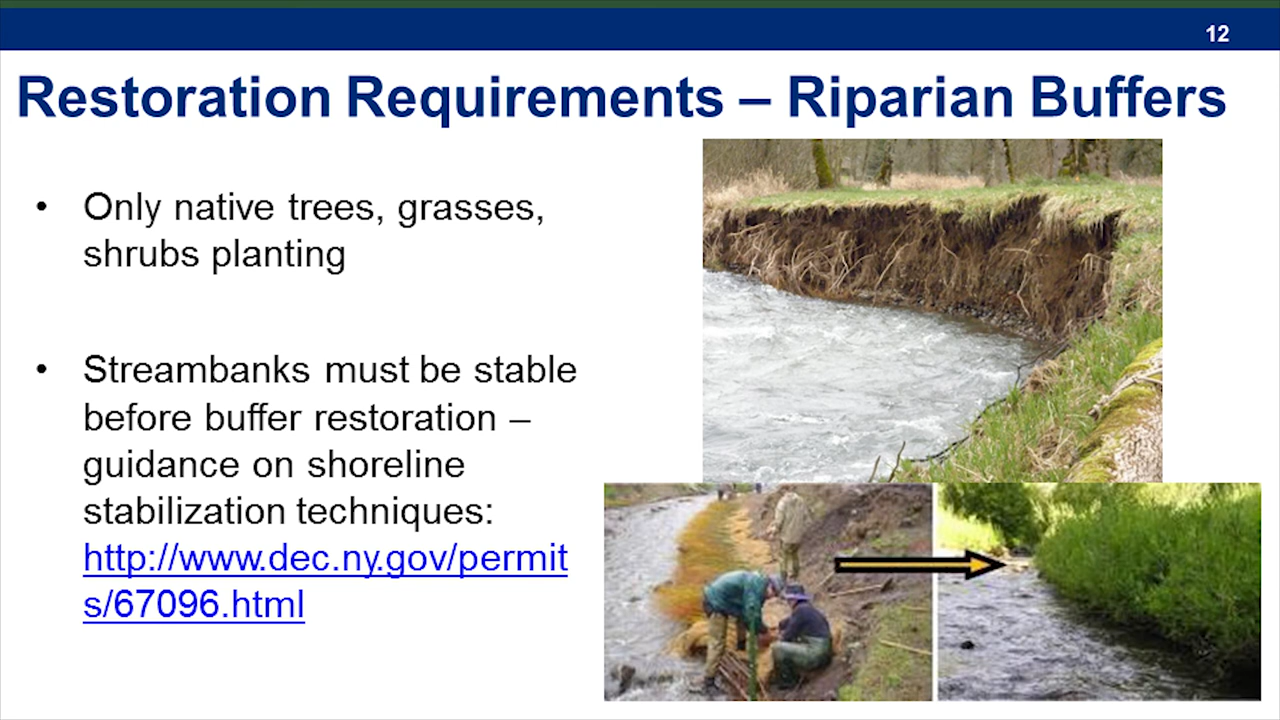 12
Restoration Requirements – Riparian Buffers
• Only native trees, grasses,
shrubs planting
• Streambanks must be stable
before buffer restoration –
guidance on shoreline
stabilization techniques:
http://www.dec.ny.gov/permit
s/67096.html